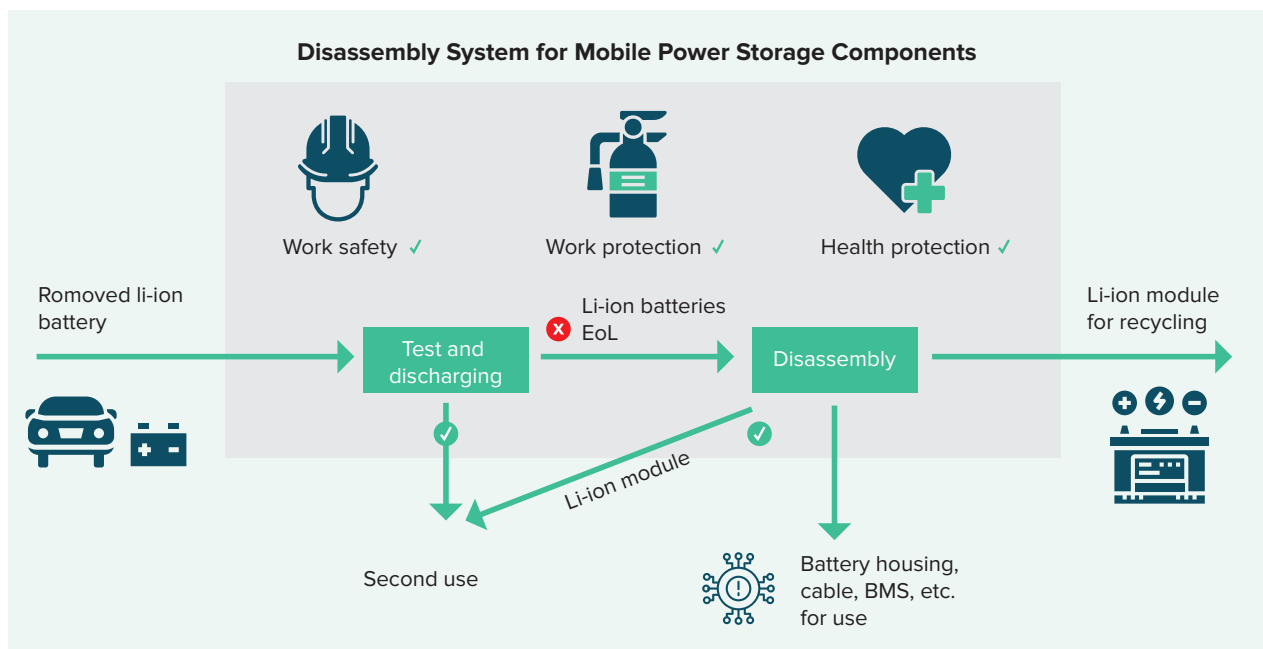 Disassembly System for Mobile Power Storage Components
Work safety
Work protection
Health protection
Romoved li-ion
battery
Test and
discharging
X
Li-ion batteries
EoL
Disassembly
Li-ion module
for recycling
Li-ion module
Second use
Battery housing,
cable, BMS, etc.
for use